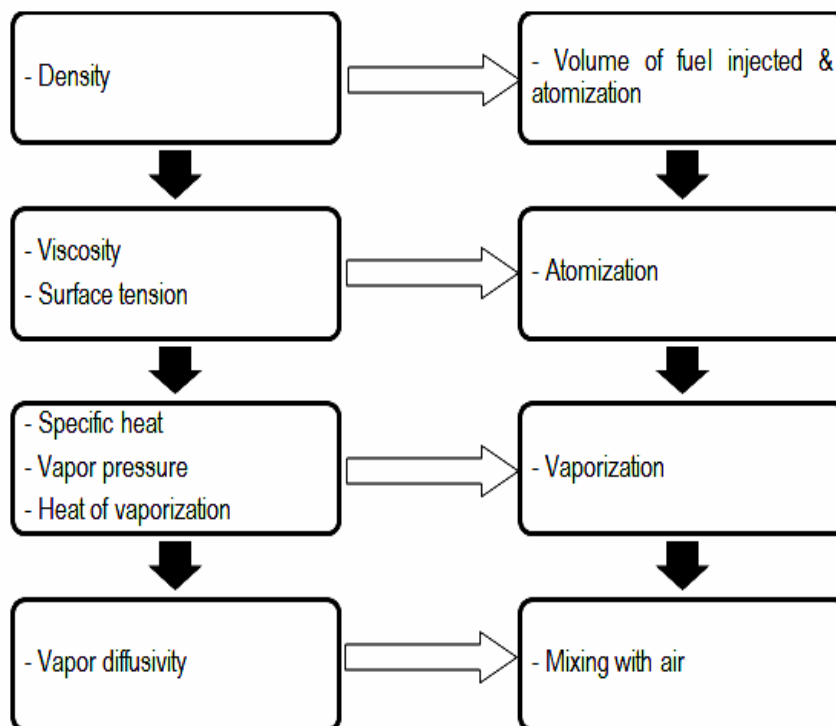 - Density
- Volume of fuel injected &
atomization
- Viscosity
- Surface tension
- Atomization
- Specific heat
- Vapor pressure
- Heat of vaporization
- Vaporization
- Vapor diffusivity
- Mixing with air